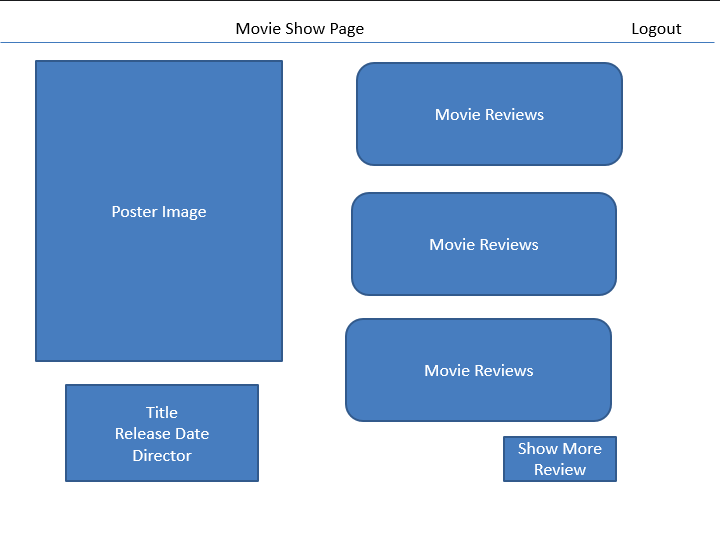 Movie Show Page
Logout
Poster Image
Title
Release Date
Director
Movie Reviews
Movie Reviews
Movie Reviews
Show More
Review